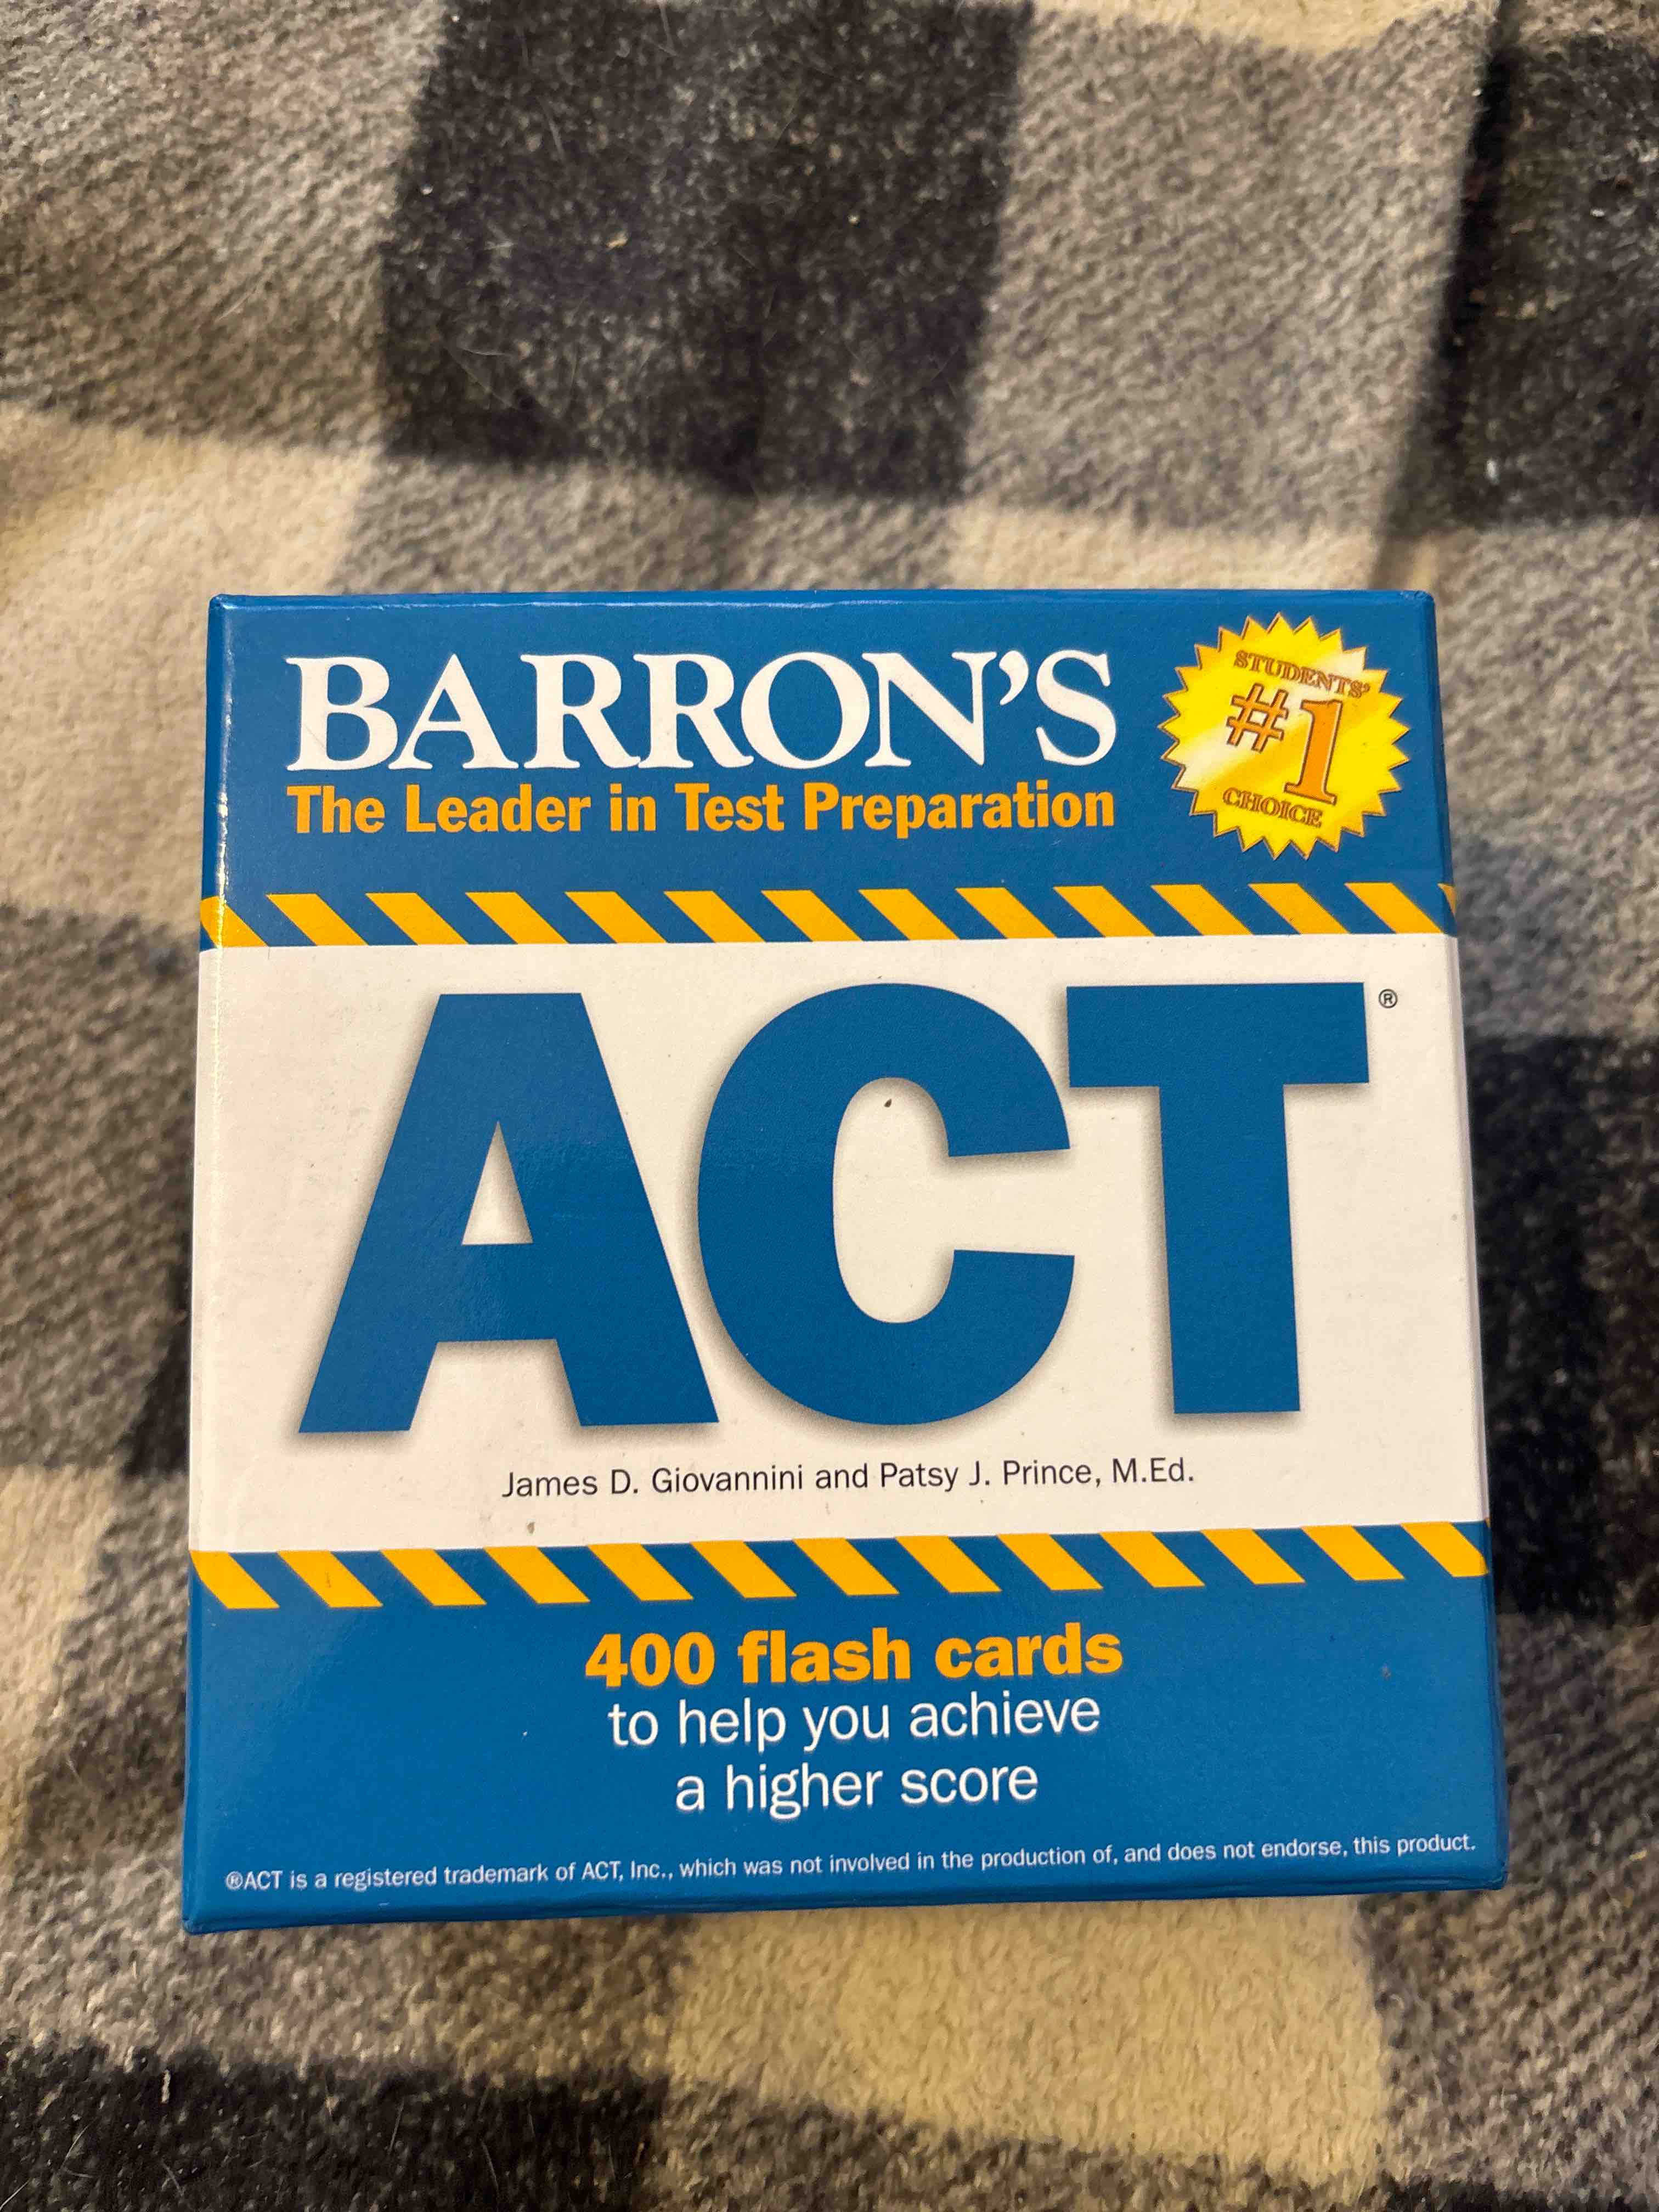 BARRON'S
The Leader in Test Preparation
STUDENTS'
#1
CHOICE
ACT®
James D. Giovannini and Patsy J. Prince, M.Ed.
400 flash cards
to help you achieve
a higher score
®ACT is a registered trademark of ACT, Inc., which was not involved in the production of, and does not endorse, this product.